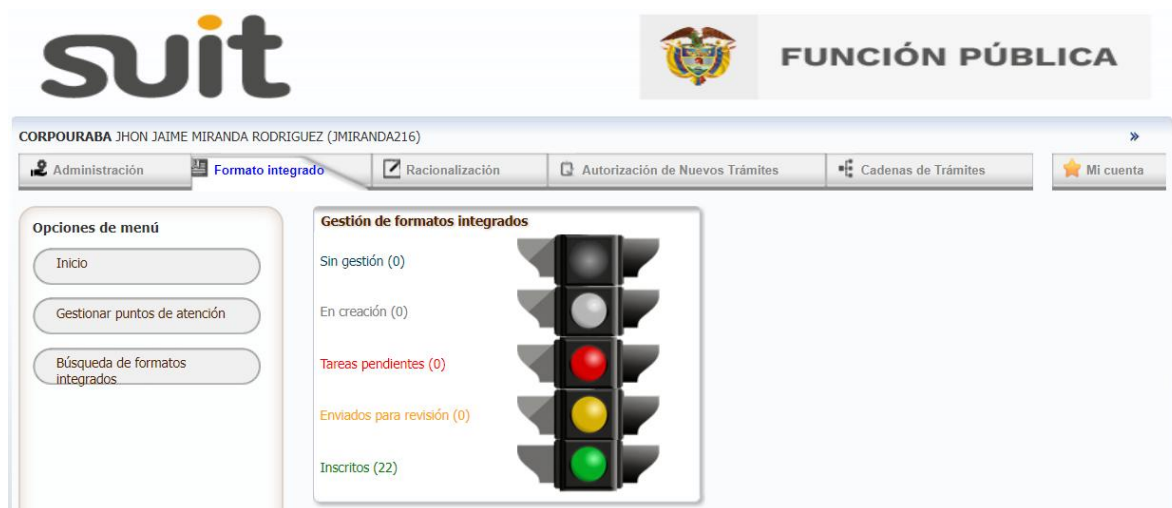 suit
FUNCIÓN PÚBLICA
CORPOURABA JHON JAIME MIRANDA RODRIGUEZ (JMIRANDA216)
»
Administración
Formato integrado
Racionalización
Autorización de Nuevos Trámites
Cadenas de Trámites
Mi cuenta
Opciones de menú
Inicio
Gestionar puntos de atención
Búsqueda de formatos
integrados
Gestión de formatos integrados
Sin gestión (0)
En creación (0)
Tareas pendientes (0)
Enviados para revisión (0)
Inscritos (22)